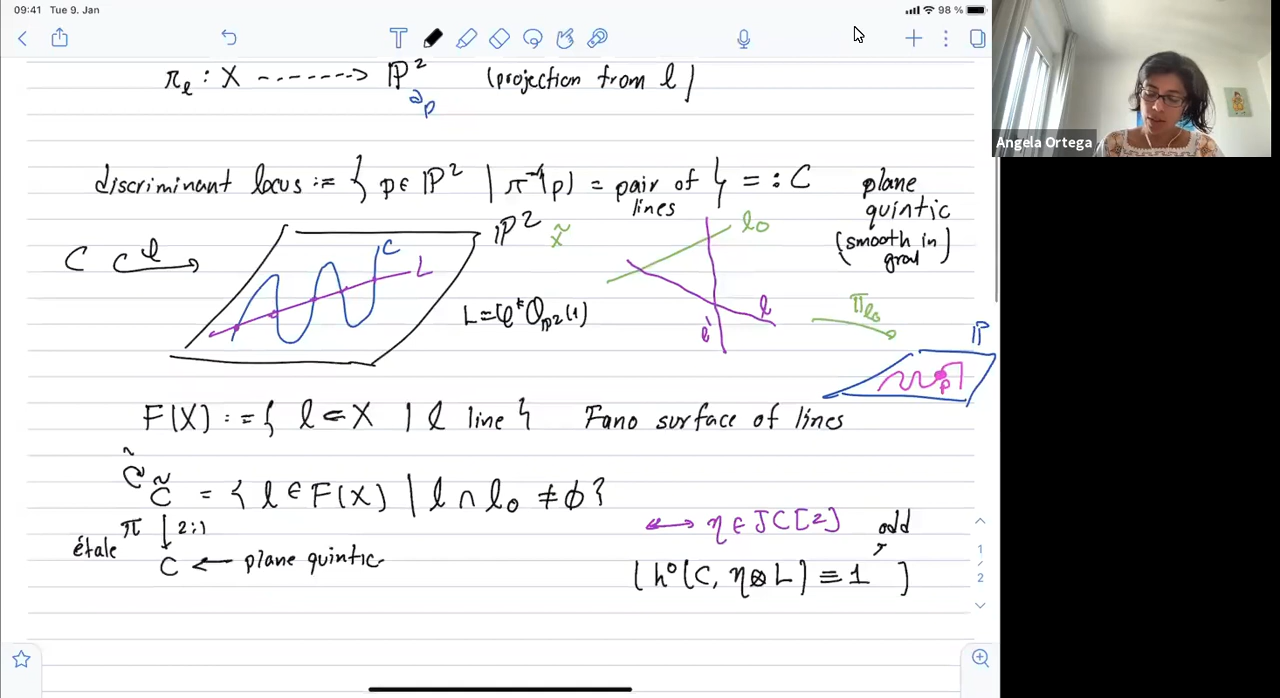 09:41 Tue 9. Jan
98 %
π_ℓ : X ------> ℙ² (projection from ℓ)
∋p
discriminant locus := { p ∈ ℙ² | π⁻¹(p) = pair of lines } =: C plane quintic (smooth in gral)
C ⊂ℓ→
C
L
ℙ²
L = φ*O_ℙ²(1)
x̃
ℓ₀
ℓ
ℓ'
π_ℓ₀
ℙ
p
F(X) := { ℓ ⊂ X | ℓ line } Fano surface of lines
C̃ = { ℓ ∈ F(X) | ℓ ∩ ℓ₀ ≠ ∅ }
étale π ↓ 2:1
C ← plane quintic
↔ η ∈ JC[2] odd
(h⁰(C, η⊗L) ≡ 1 )
1
/
2
Angela Ortega